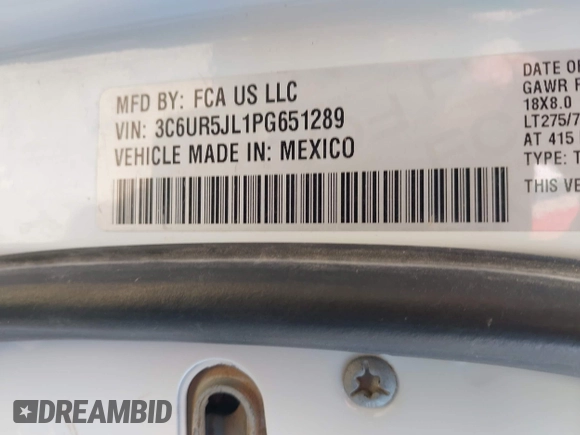 MFD BY: FCA US LLC
VIN: 3C6UR5JL1PG651289
VEHICLE MADE IN: MEXICO
DATE OF
GAWR F
18X8.0
LT275/7
AT 415
TYPE: T
THIS VE
DREAMBID